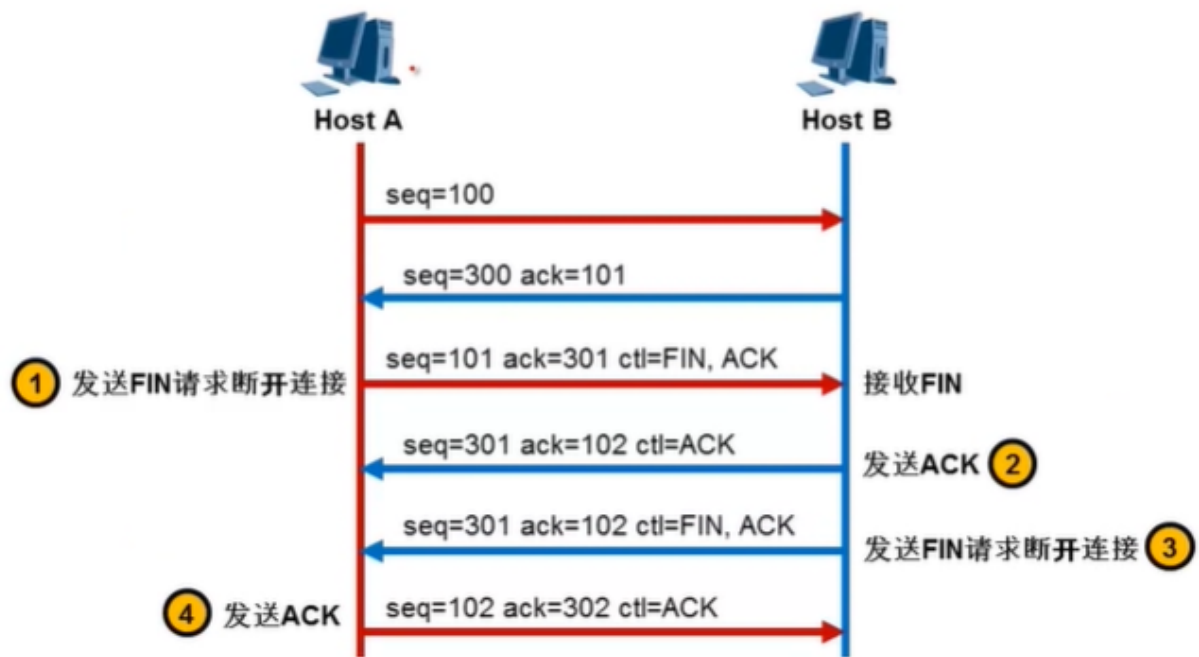 Host A
Host B
seq=100
seq=300 ack=101
① 发送FIN请求断开连接
seq=101 ack=301 ctl=FIN, ACK
接收FIN
seq=301 ack=102 ctl=ACK
发送ACK ②
seq=301 ack=102 ctl=FIN, ACK
发送FIN请求断开连接 ③
④ 发送ACK
seq=102 ack=302 ctl=ACK